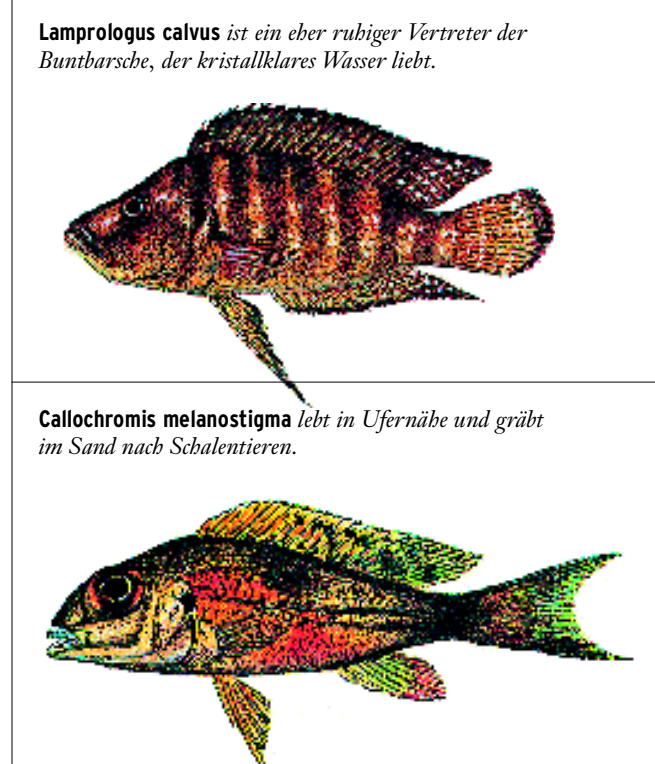 Lamprologus calvus ist ein eher ruhiger Vertreter der
Buntbarsche, der kristallklares Wasser liebt.
Callochromis melanostigma lebt in Ufernähe und gräbt
im Sand nach Schalentieren.